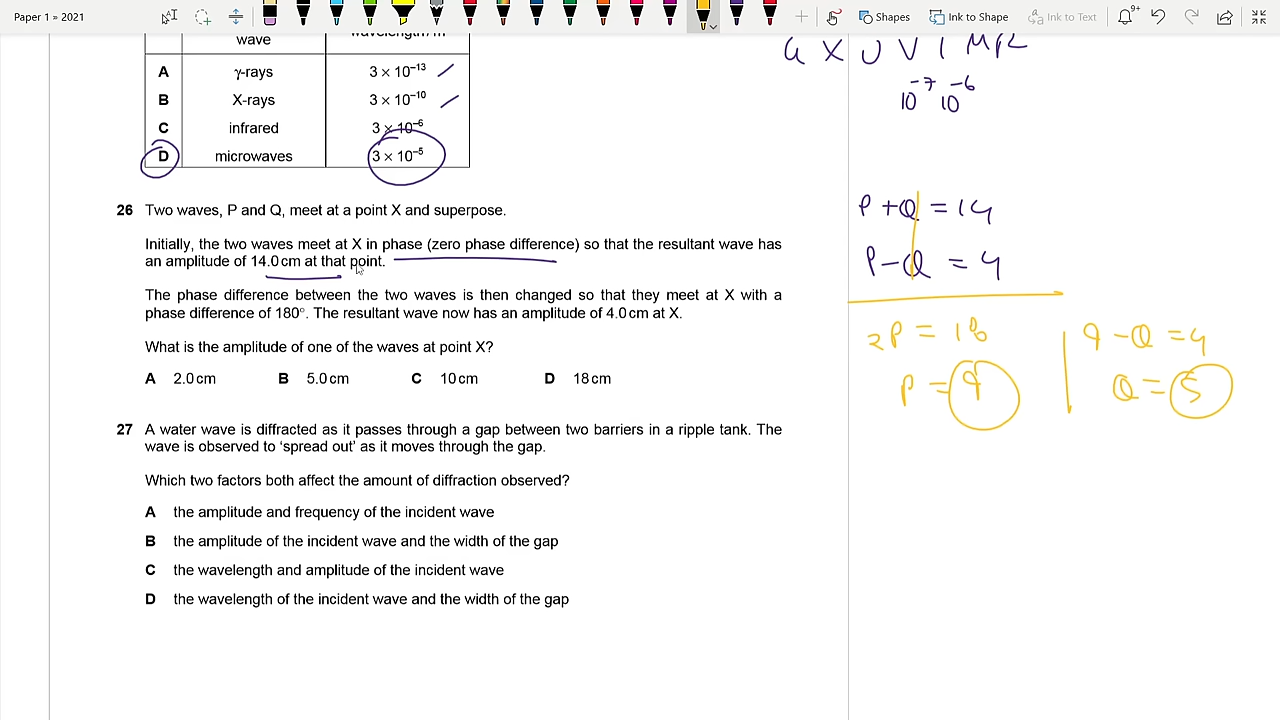 Paper 1 » 2021
Shapes
Ink to Shape
Ink to Text
9+
wave
A γ-rays 3 × 10⁻¹³
B X-rays 3 × 10⁻¹⁰
C infrared 3 × 10⁻⁶
D microwaves 3 × 10⁻⁵
G X U V I M R
10⁻⁷ 10⁻⁶
26 Two waves, P and Q, meet at a point X and superpose.
Initially, the two waves meet at X in phase (zero phase difference) so that the resultant wave has
an amplitude of 14.0 cm at that point.
The phase difference between the two waves is then changed so that they meet at X with a
phase difference of 180°. The resultant wave now has an amplitude of 4.0 cm at X.
What is the amplitude of one of the waves at point X?
A 2.0 cm B 5.0 cm C 10 cm D 18 cm
P + Q = 14
P - Q = 4
2P = 18
P = 9
9 - Q = 4
Q = 5
27 A water wave is diffracted as it passes through a gap between two barriers in a ripple tank. The
wave is observed to ‘spread out’ as it moves through the gap.
Which two factors both affect the amount of diffraction observed?
A the amplitude and frequency of the incident wave
B the amplitude of the incident wave and the width of the gap
C the wavelength and amplitude of the incident wave
D the wavelength of the incident wave and the width of the gap